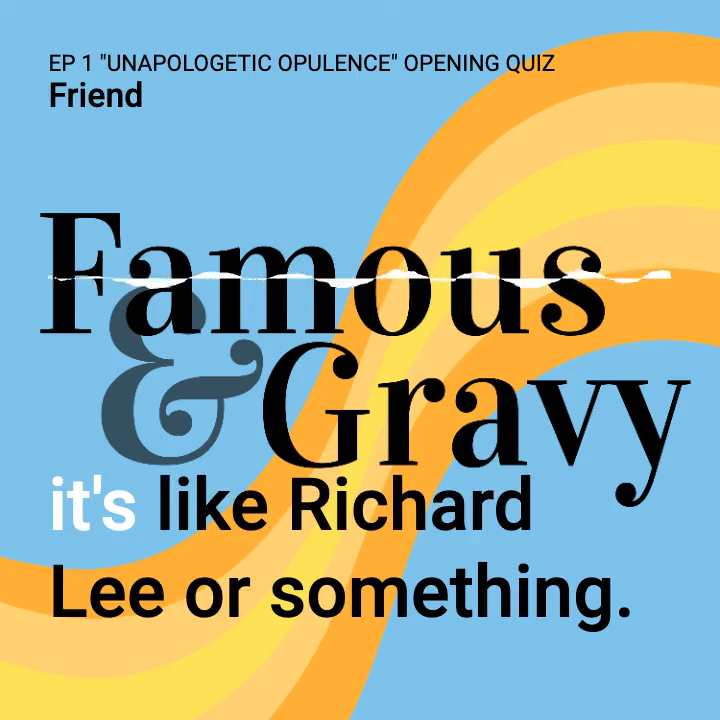 EP 1 "UNAPOLOGETIC OPULENCE" OPENING QUIZ
Friend
Famous
& Gravy
it's like Richard
Lee or something.